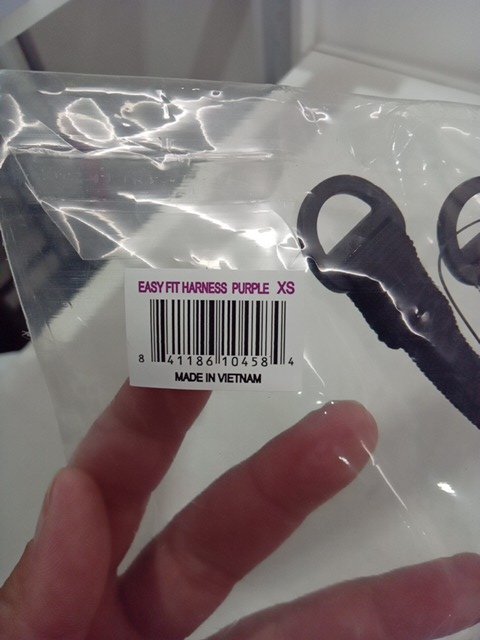 EASY FIT HARNESS PURPLE XS
8 41186 10458 4
MADE IN VIETNAM